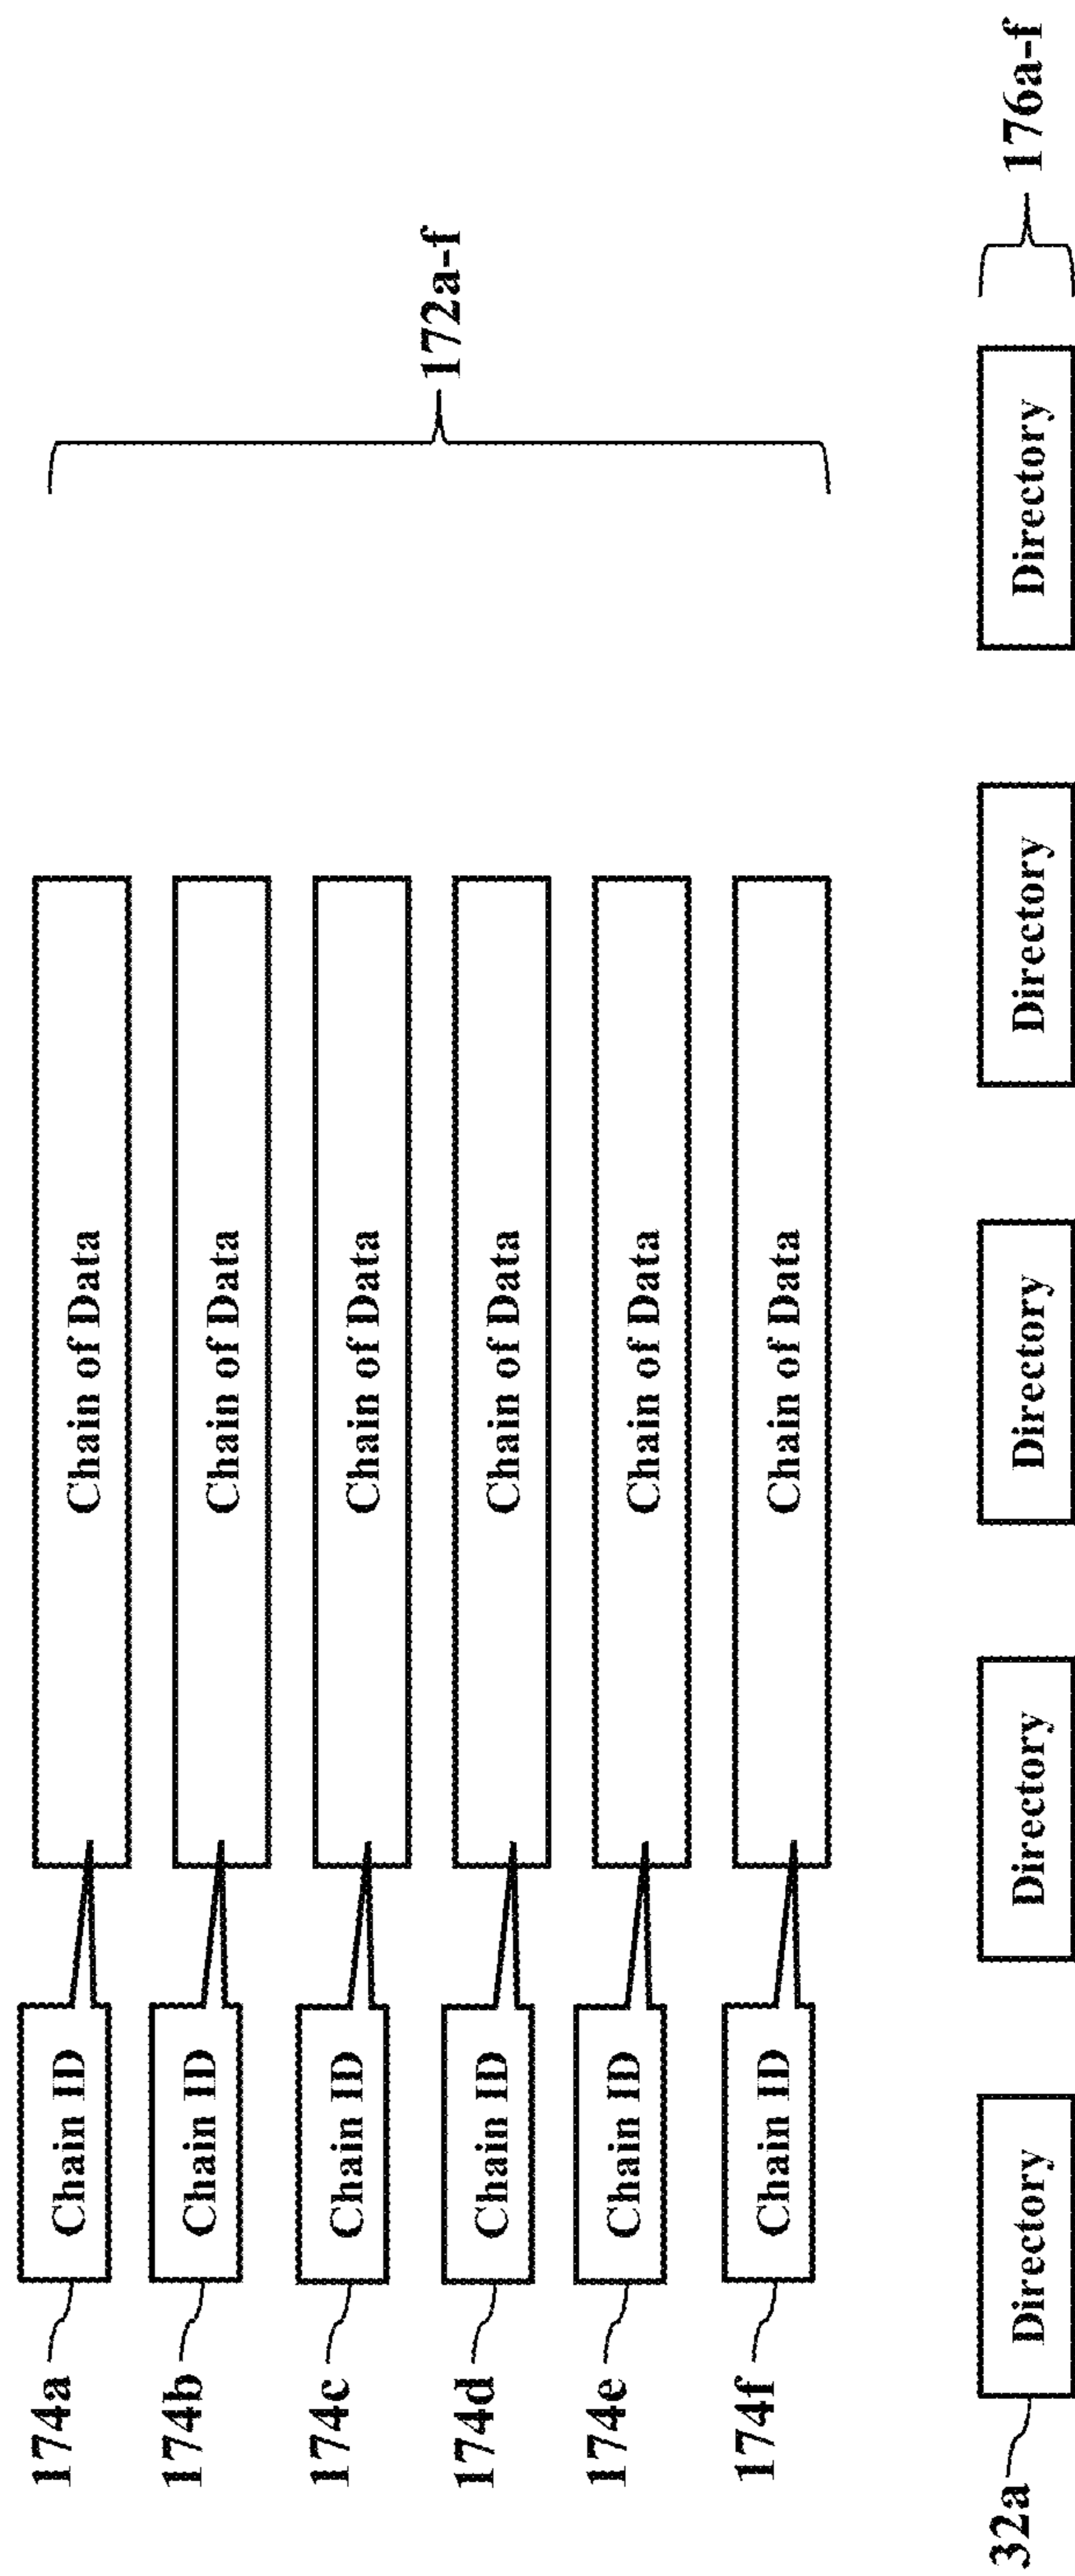 174a
Chain ID
Chain of Data
174b
Chain ID
Chain of Data
174c
Chain ID
Chain of Data
172a-f
174d
Chain ID
Chain of Data
174e
Chain ID
Chain of Data
174f
Chain ID
Chain of Data
32a
Directory
Directory
Directory
Directory
Directory
176a-f